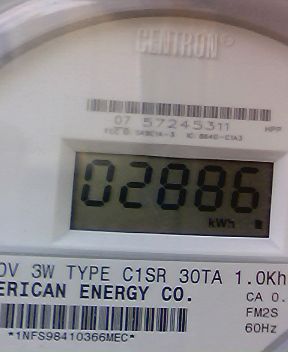 CENTRON®
07 57245311 HPP
02886
kWh
0V 3W TYPE C1SR 30TA 1.0Kh
ERICAN ENERGY CO.
CA 0.
FM2S
60Hz
*1NFS98410366MEC*